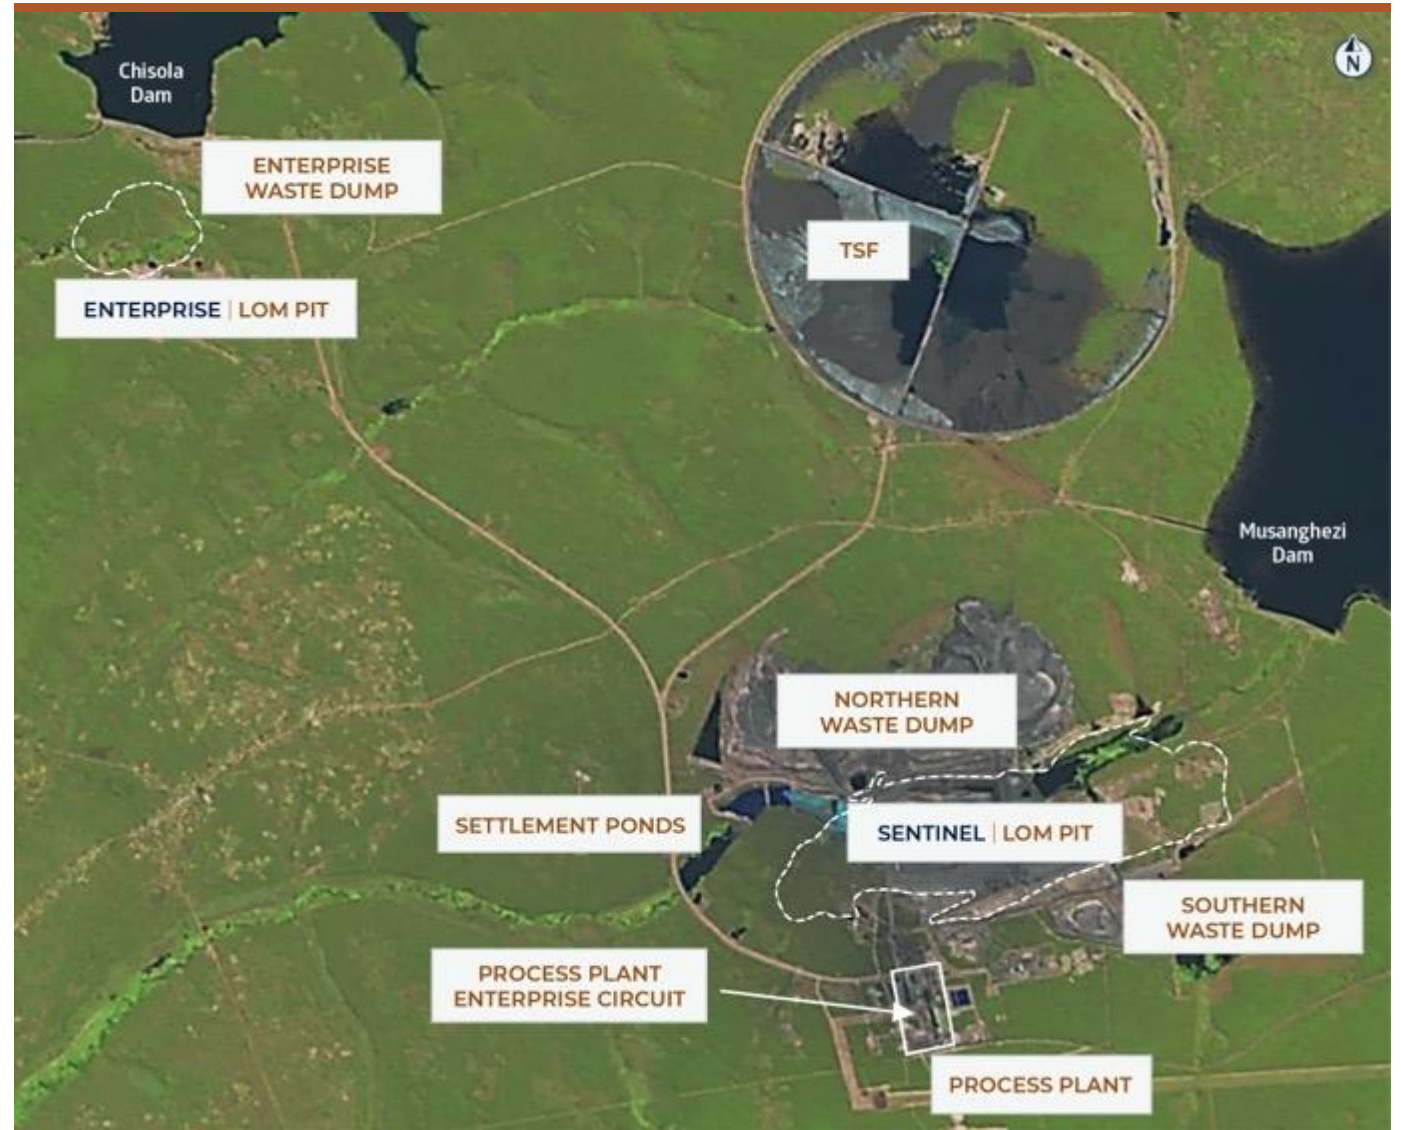 Chisola
Dam
N
ENTERPRISE
WASTE DUMP
TSF
ENTERPRISE | LOM PIT
Musanghezi
Dam
NORTHERN
WASTE DUMP
SETTLEMENT PONDS
SENTINEL | LOM PIT
SOUTHERN
WASTE DUMP
PROCESS PLANT
ENTERPRISE CIRCUIT
PROCESS PLANT